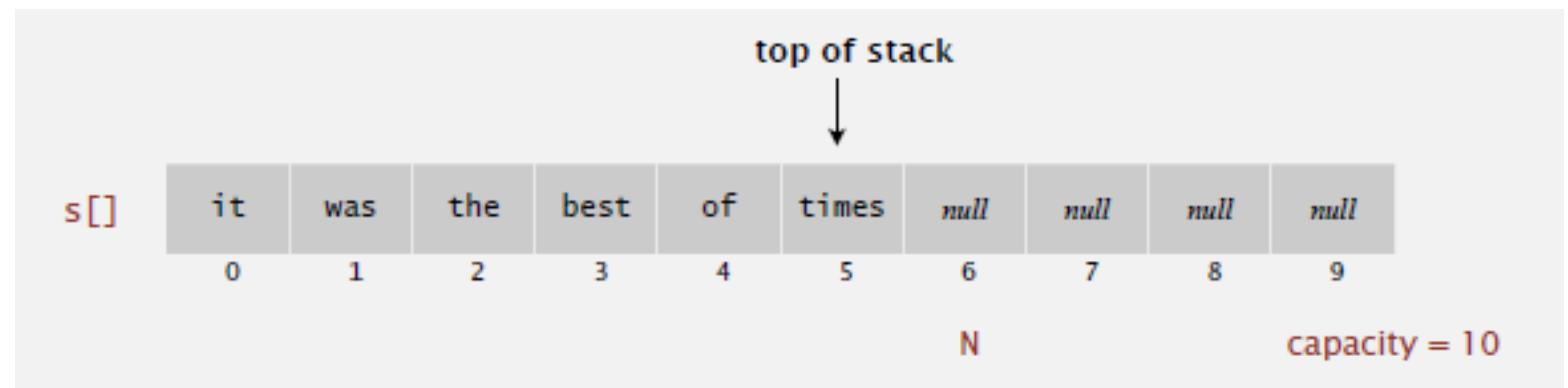 top of stack
s[] it was the best of times null null null null
0 1 2 3 4 5 6 7 8 9
N capacity = 10